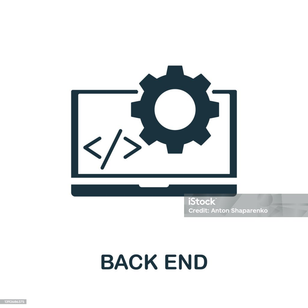 </>
iStock
Credit: Anton Shaparenko
BACK END